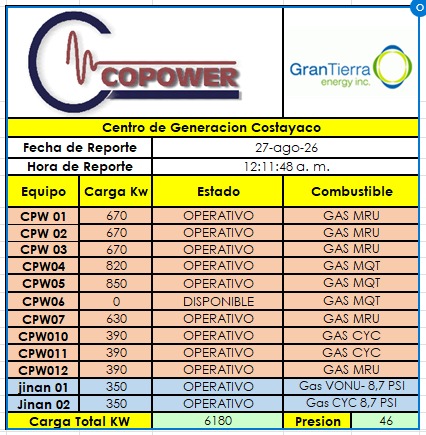 COPOWER
GranTierra
energy inc.
Centro de Generacion Costayaco
Fecha de Reporte 27-ago-26
Hora de Reporte 12:11:48 a. m.
Equipo Carga Kw Estado Combustible
CPW 01 670 OPERATIVO GAS MRU
CPW 02 670 OPERATIVO GAS MRU
CPW 03 670 OPERATIVO GAS MRU
CPW04 820 OPERATIVO GAS MQT
CPW05 850 OPERATIVO GAS MQT
CPW06 0 DISPONIBLE GAS MQT
CPW07 630 OPERATIVO GAS MRU
CPW010 390 OPERATIVO GAS CYC
CPW011 390 OPERATIVO GAS CYC
CPW012 390 OPERATIVO GAS MRU
jinan 01 350 OPERATIVO Gas VONU- 8,7 PSI
Jinan 02 350 OPERATIVO Gas CYC 8,7 PSI
Carga Total KW 6180 Presion 46